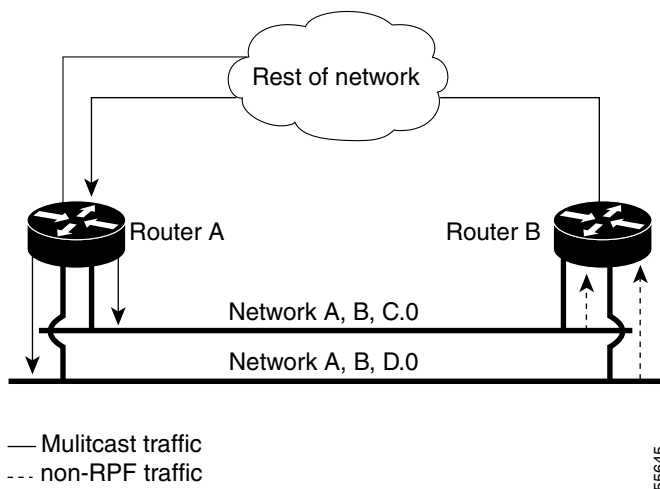 Rest of network
Router A
Router B
Network A, B, C.0
Network A, B, D.0
Mulitcast traffic
non-RPF traffic
55645